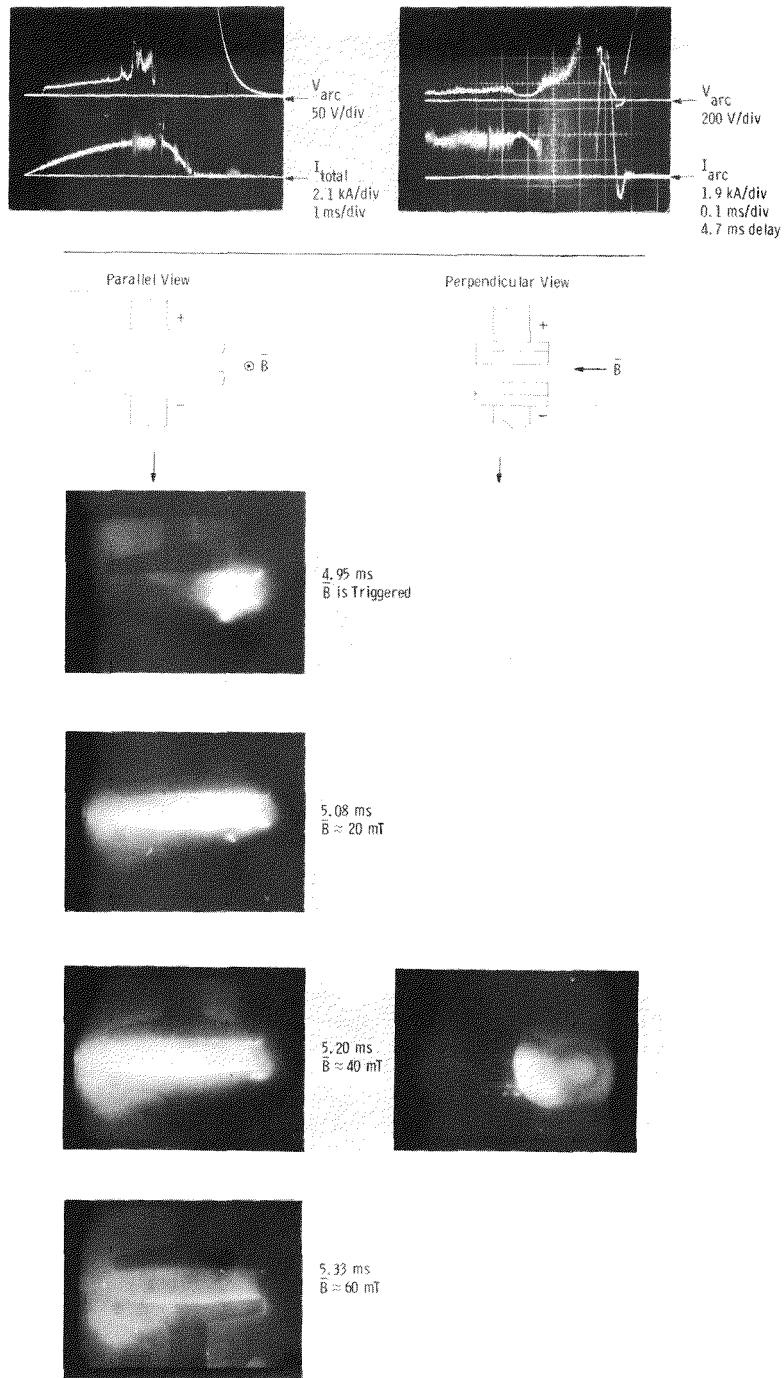 V arc
50 V/div
I total
2.1 kA/div
1 ms/div
V arc
200 V/div
I arc
1.9 kA/div
0.1 ms/div
4.7 ms delay
Parallel View
+
⊙ B̅
−
Perpendicular View
+
B̅
−
4.95 ms
B̅ is Triggered
5.08 ms
B̅ ≈ 20 mT
5.20 ms
B̅ ≈ 40 mT
5.33 ms
B̅ ≈ 60 mT